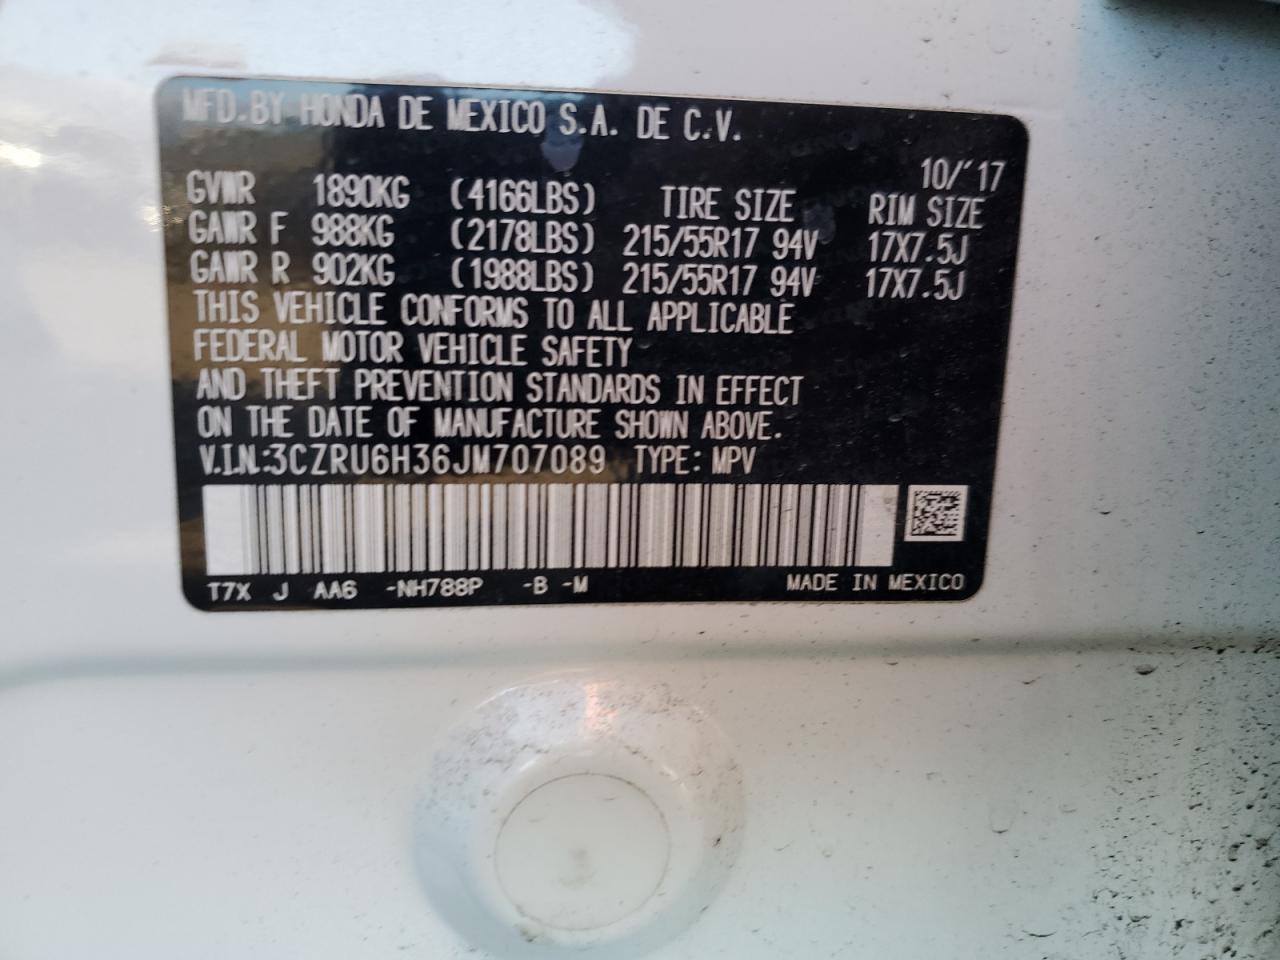 MFD.BY HONDA DE MEXICO S.A. DE C.V.
10/'17
GVWR 1890KG (4166LBS) TIRE SIZE RIM SIZE
GAWR F 988KG (2178LBS) 215/55R17 94V 17X7.5J
GAWR R 902KG (1988LBS) 215/55R17 94V 17X7.5J
THIS VEHICLE CONFORMS TO ALL APPLICABLE
FEDERAL MOTOR VEHICLE SAFETY
AND THEFT PREVENTION STANDARDS IN EFFECT
ON THE DATE OF MANUFACTURE SHOWN ABOVE.
V.I.N.:3CZRU6H36JM707089 TYPE: MPV
T7X J AA6 -NH788P -B -M MADE IN MEXICO